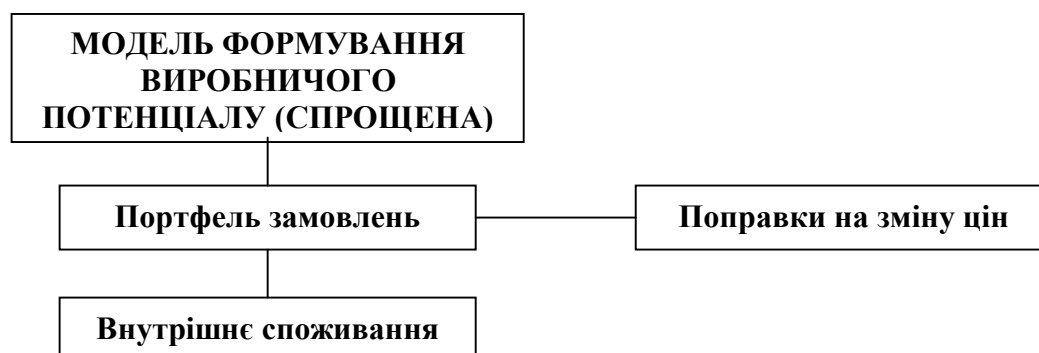 МОДЕЛЬ ФОРМУВАННЯ
ВИРОБНИЧОГО
ПОТЕНЦІАЛУ (СПРОЩЕНА)
Портфель замовлень
Поправки на зміну цін
Внутрішнє споживання